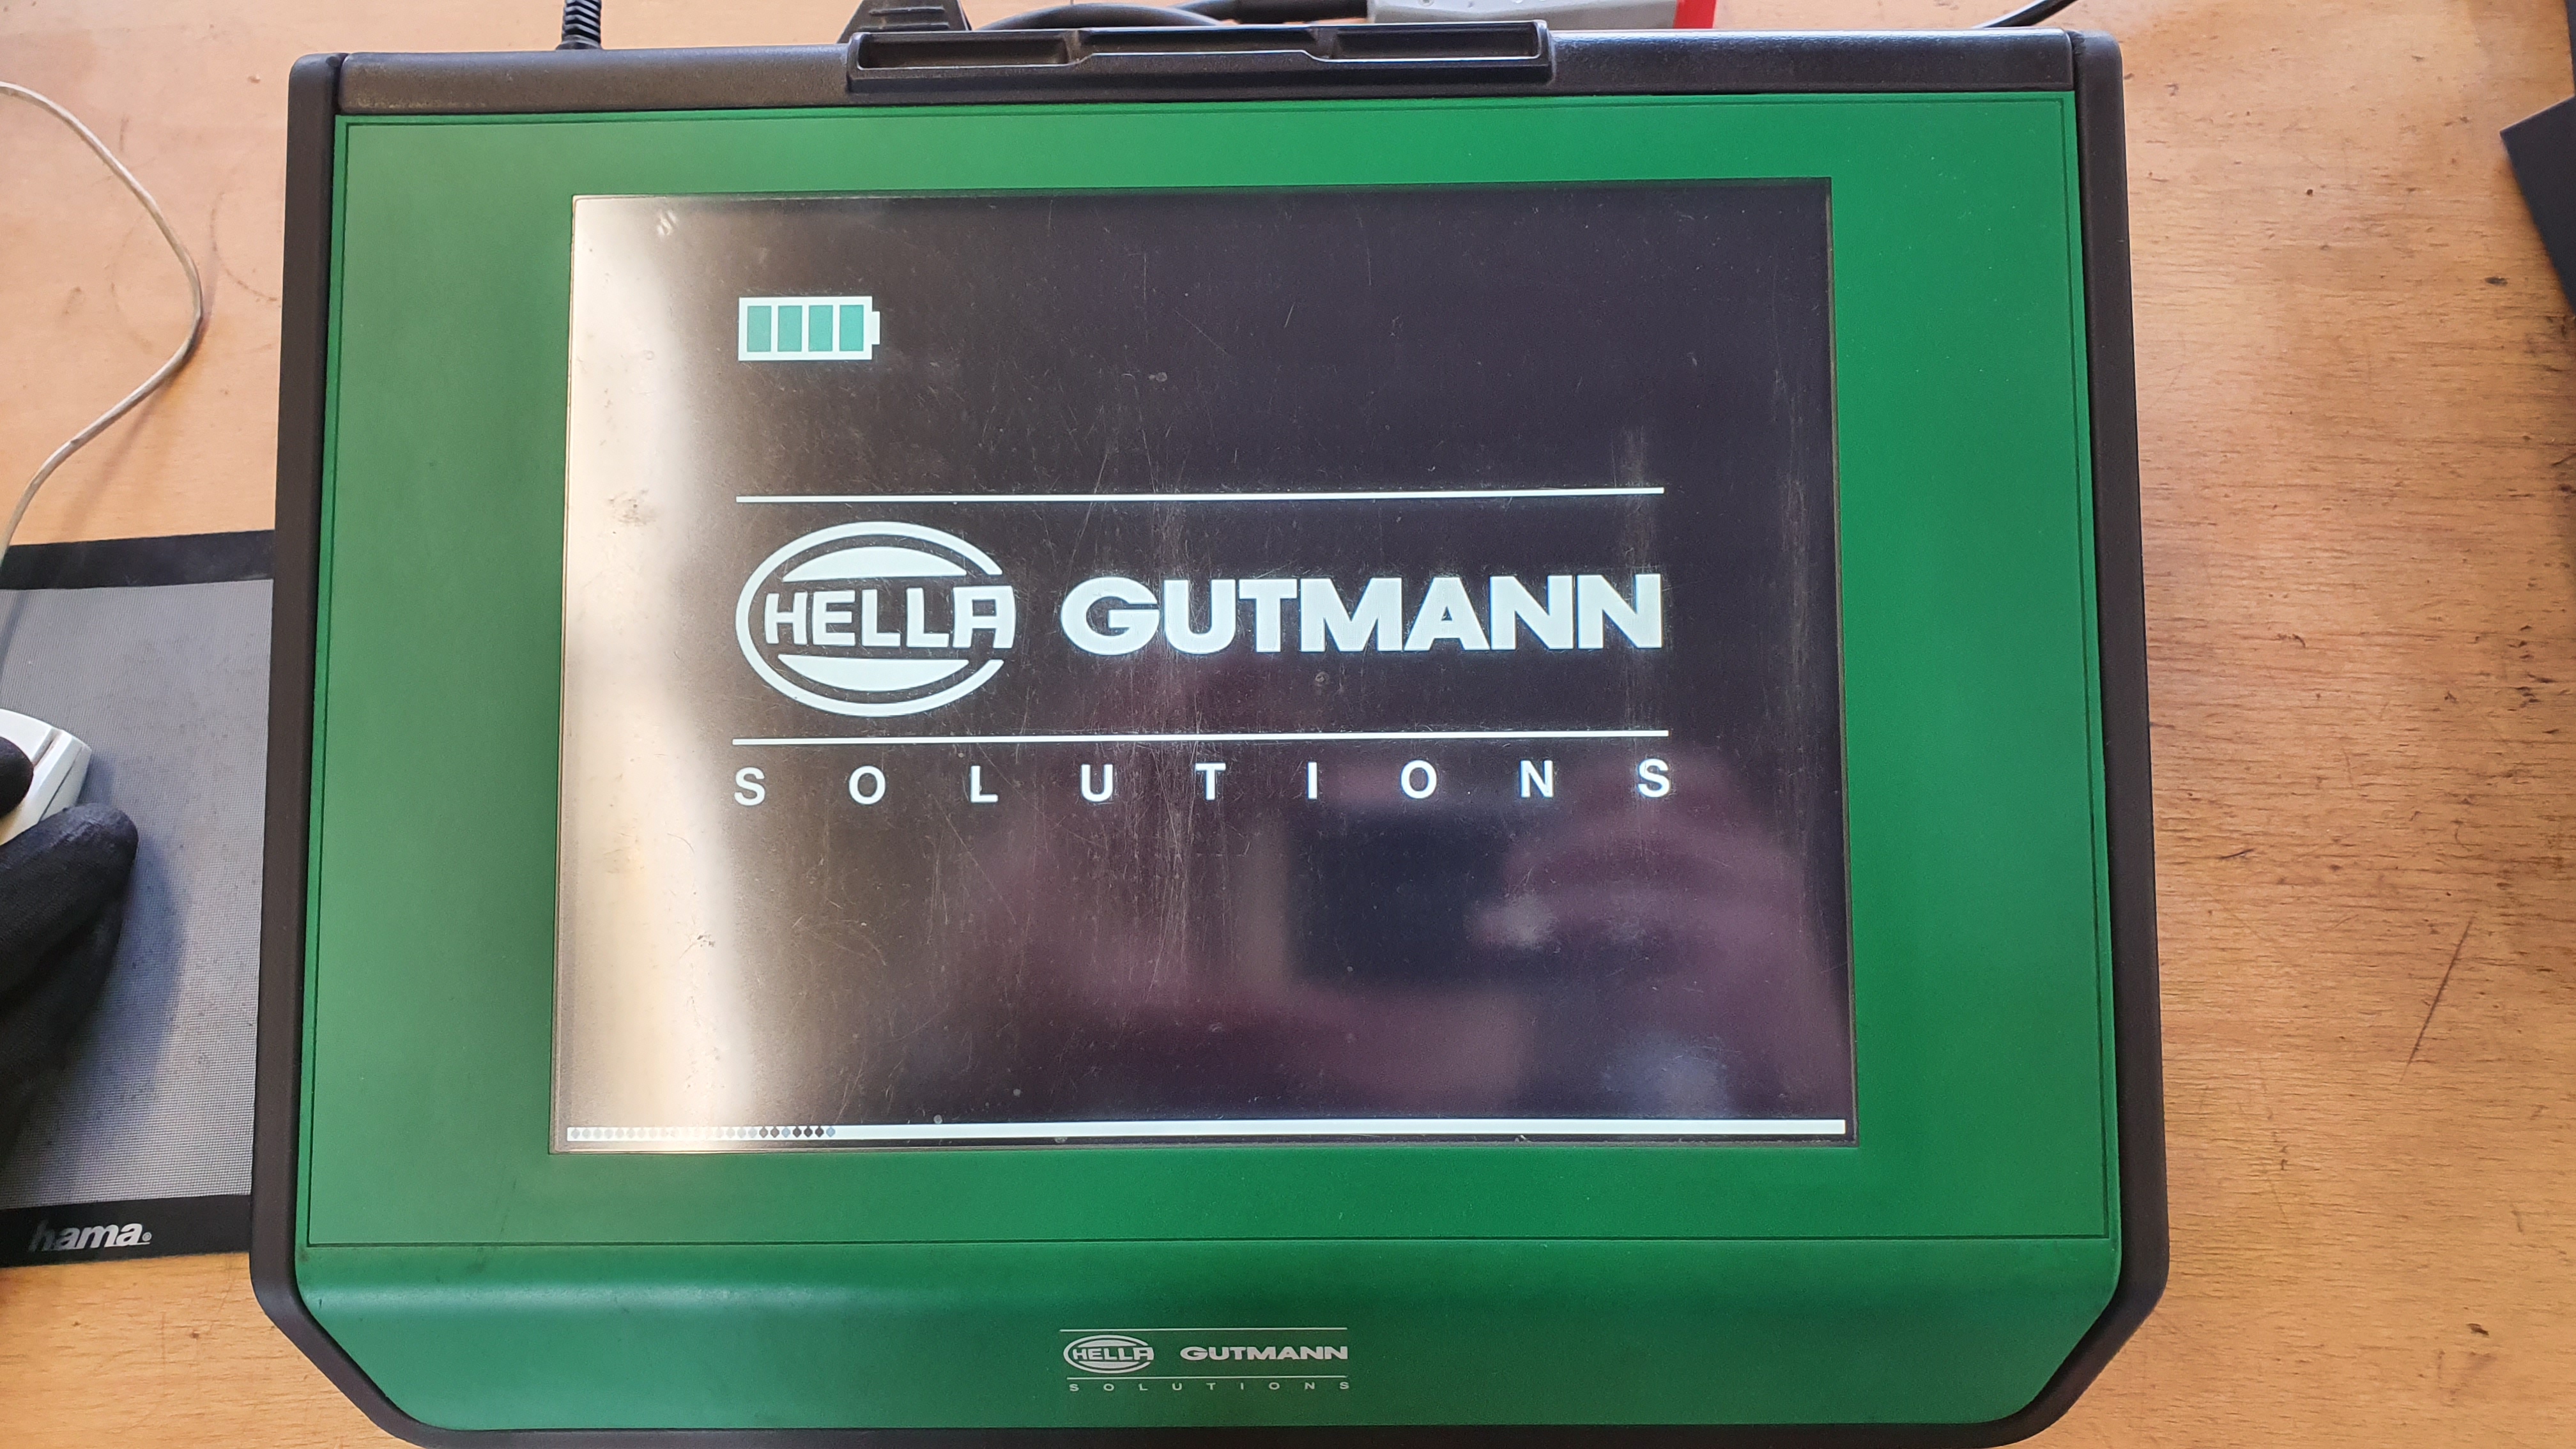 HELLA GUTMANN
SOLUTIONS
hama.
HELLA GUTMANN
SOLUTIONS